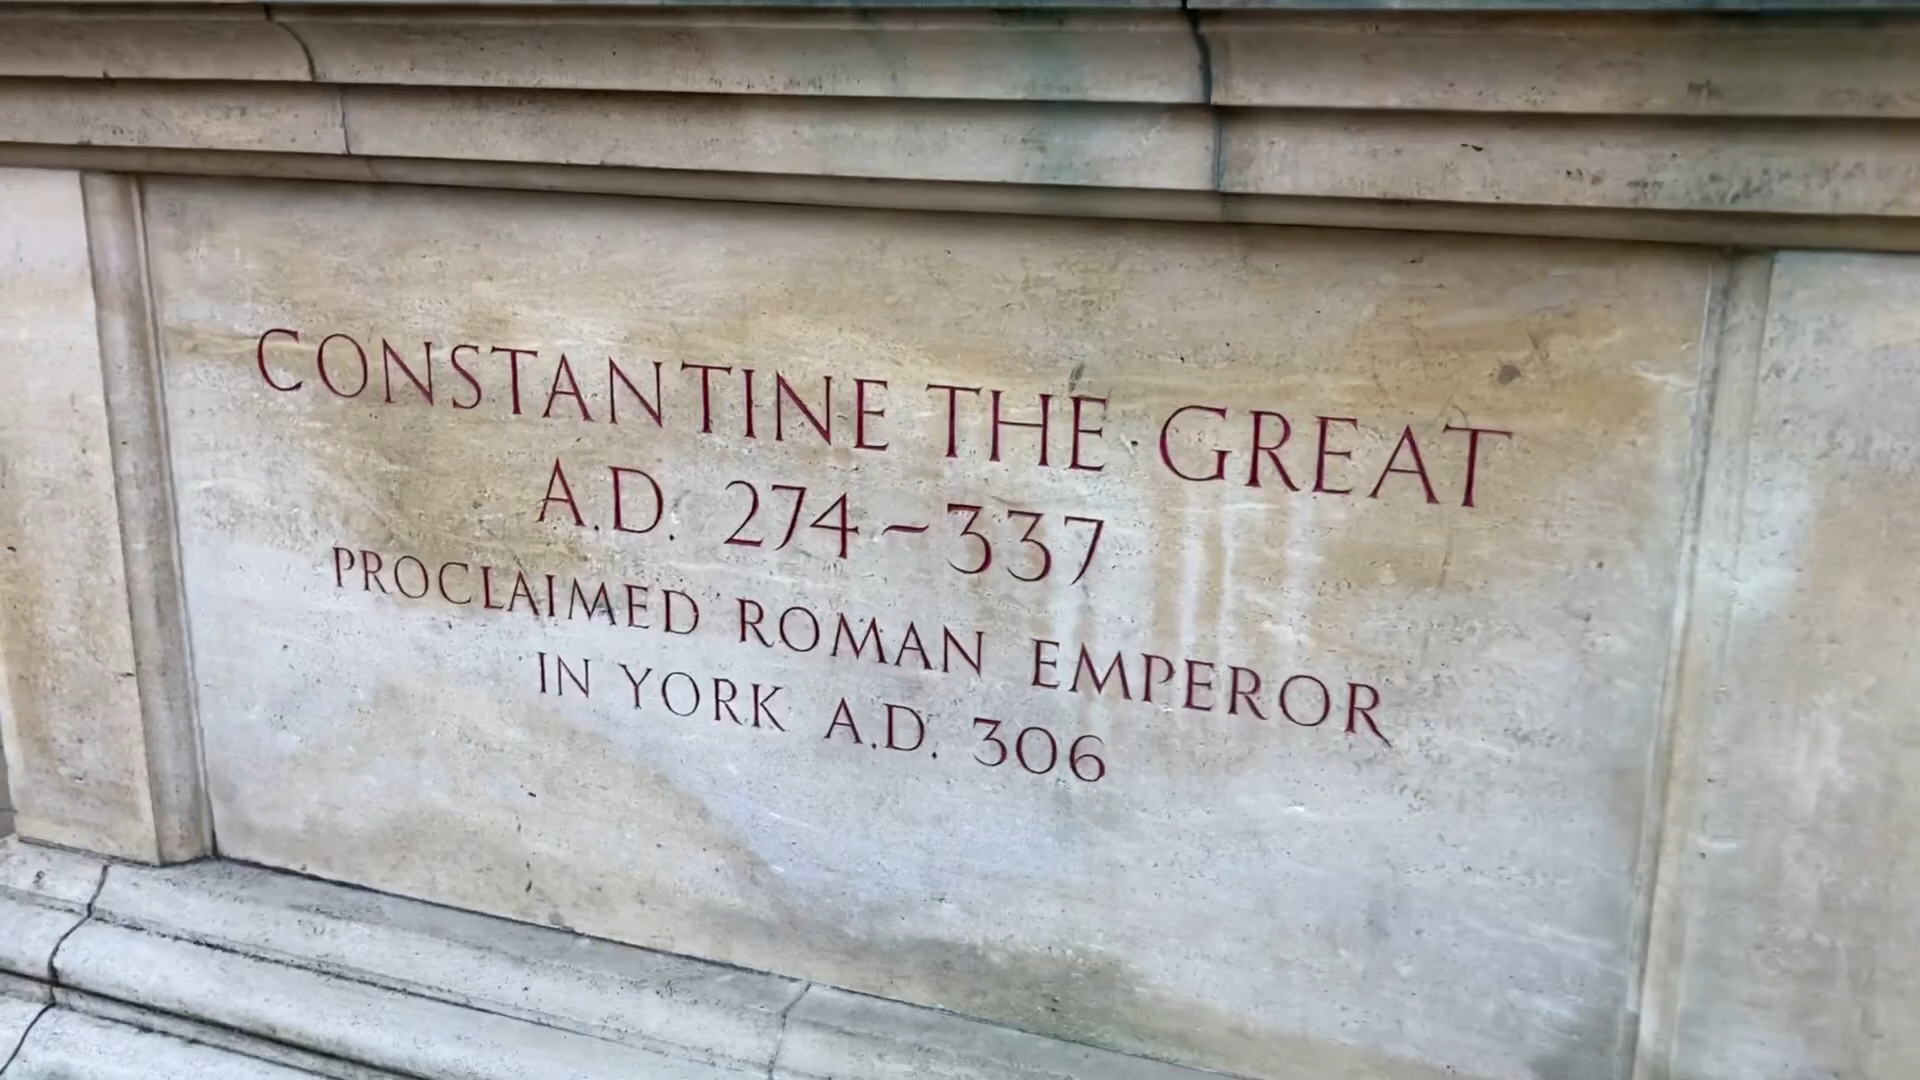 CONSTANTINE THE GREAT
A.D. 274-337
PROCLAIMED ROMAN EMPEROR
IN YORK A.D. 306